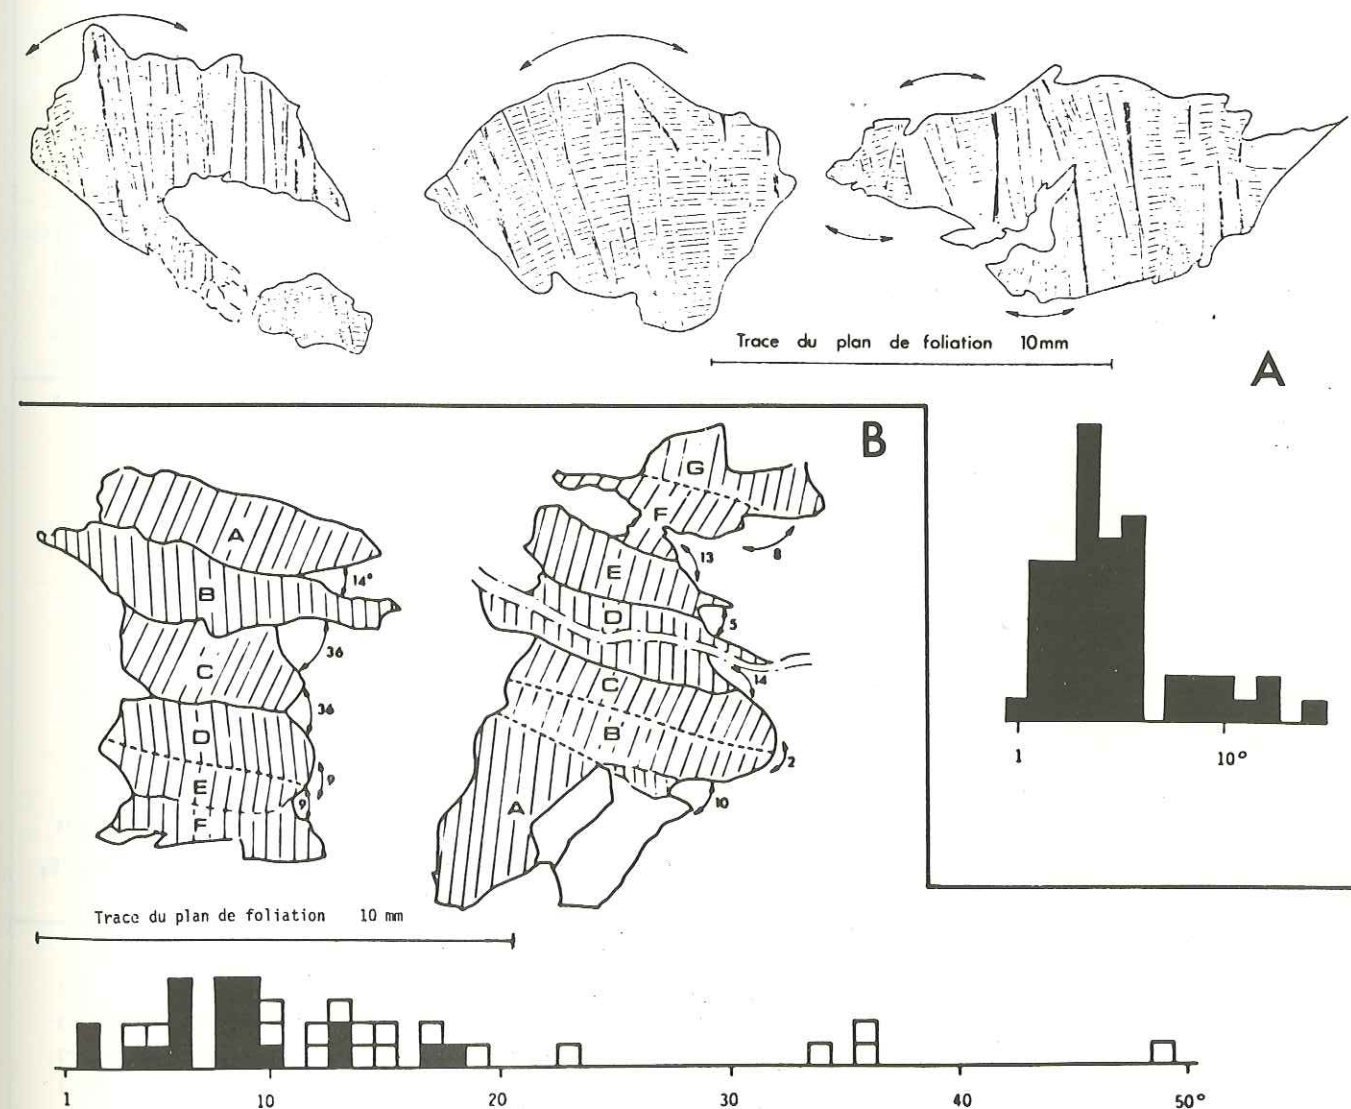 Trace du plan de foliation 10mm
A
B
A
14°
B
36
C
36
D
9
E
9
F
G
F
8
13
E
D
5
14
C
B
2
10
A
1 10°
Trace du plan de foliation 10 mm
1 10 20 30 40 50°